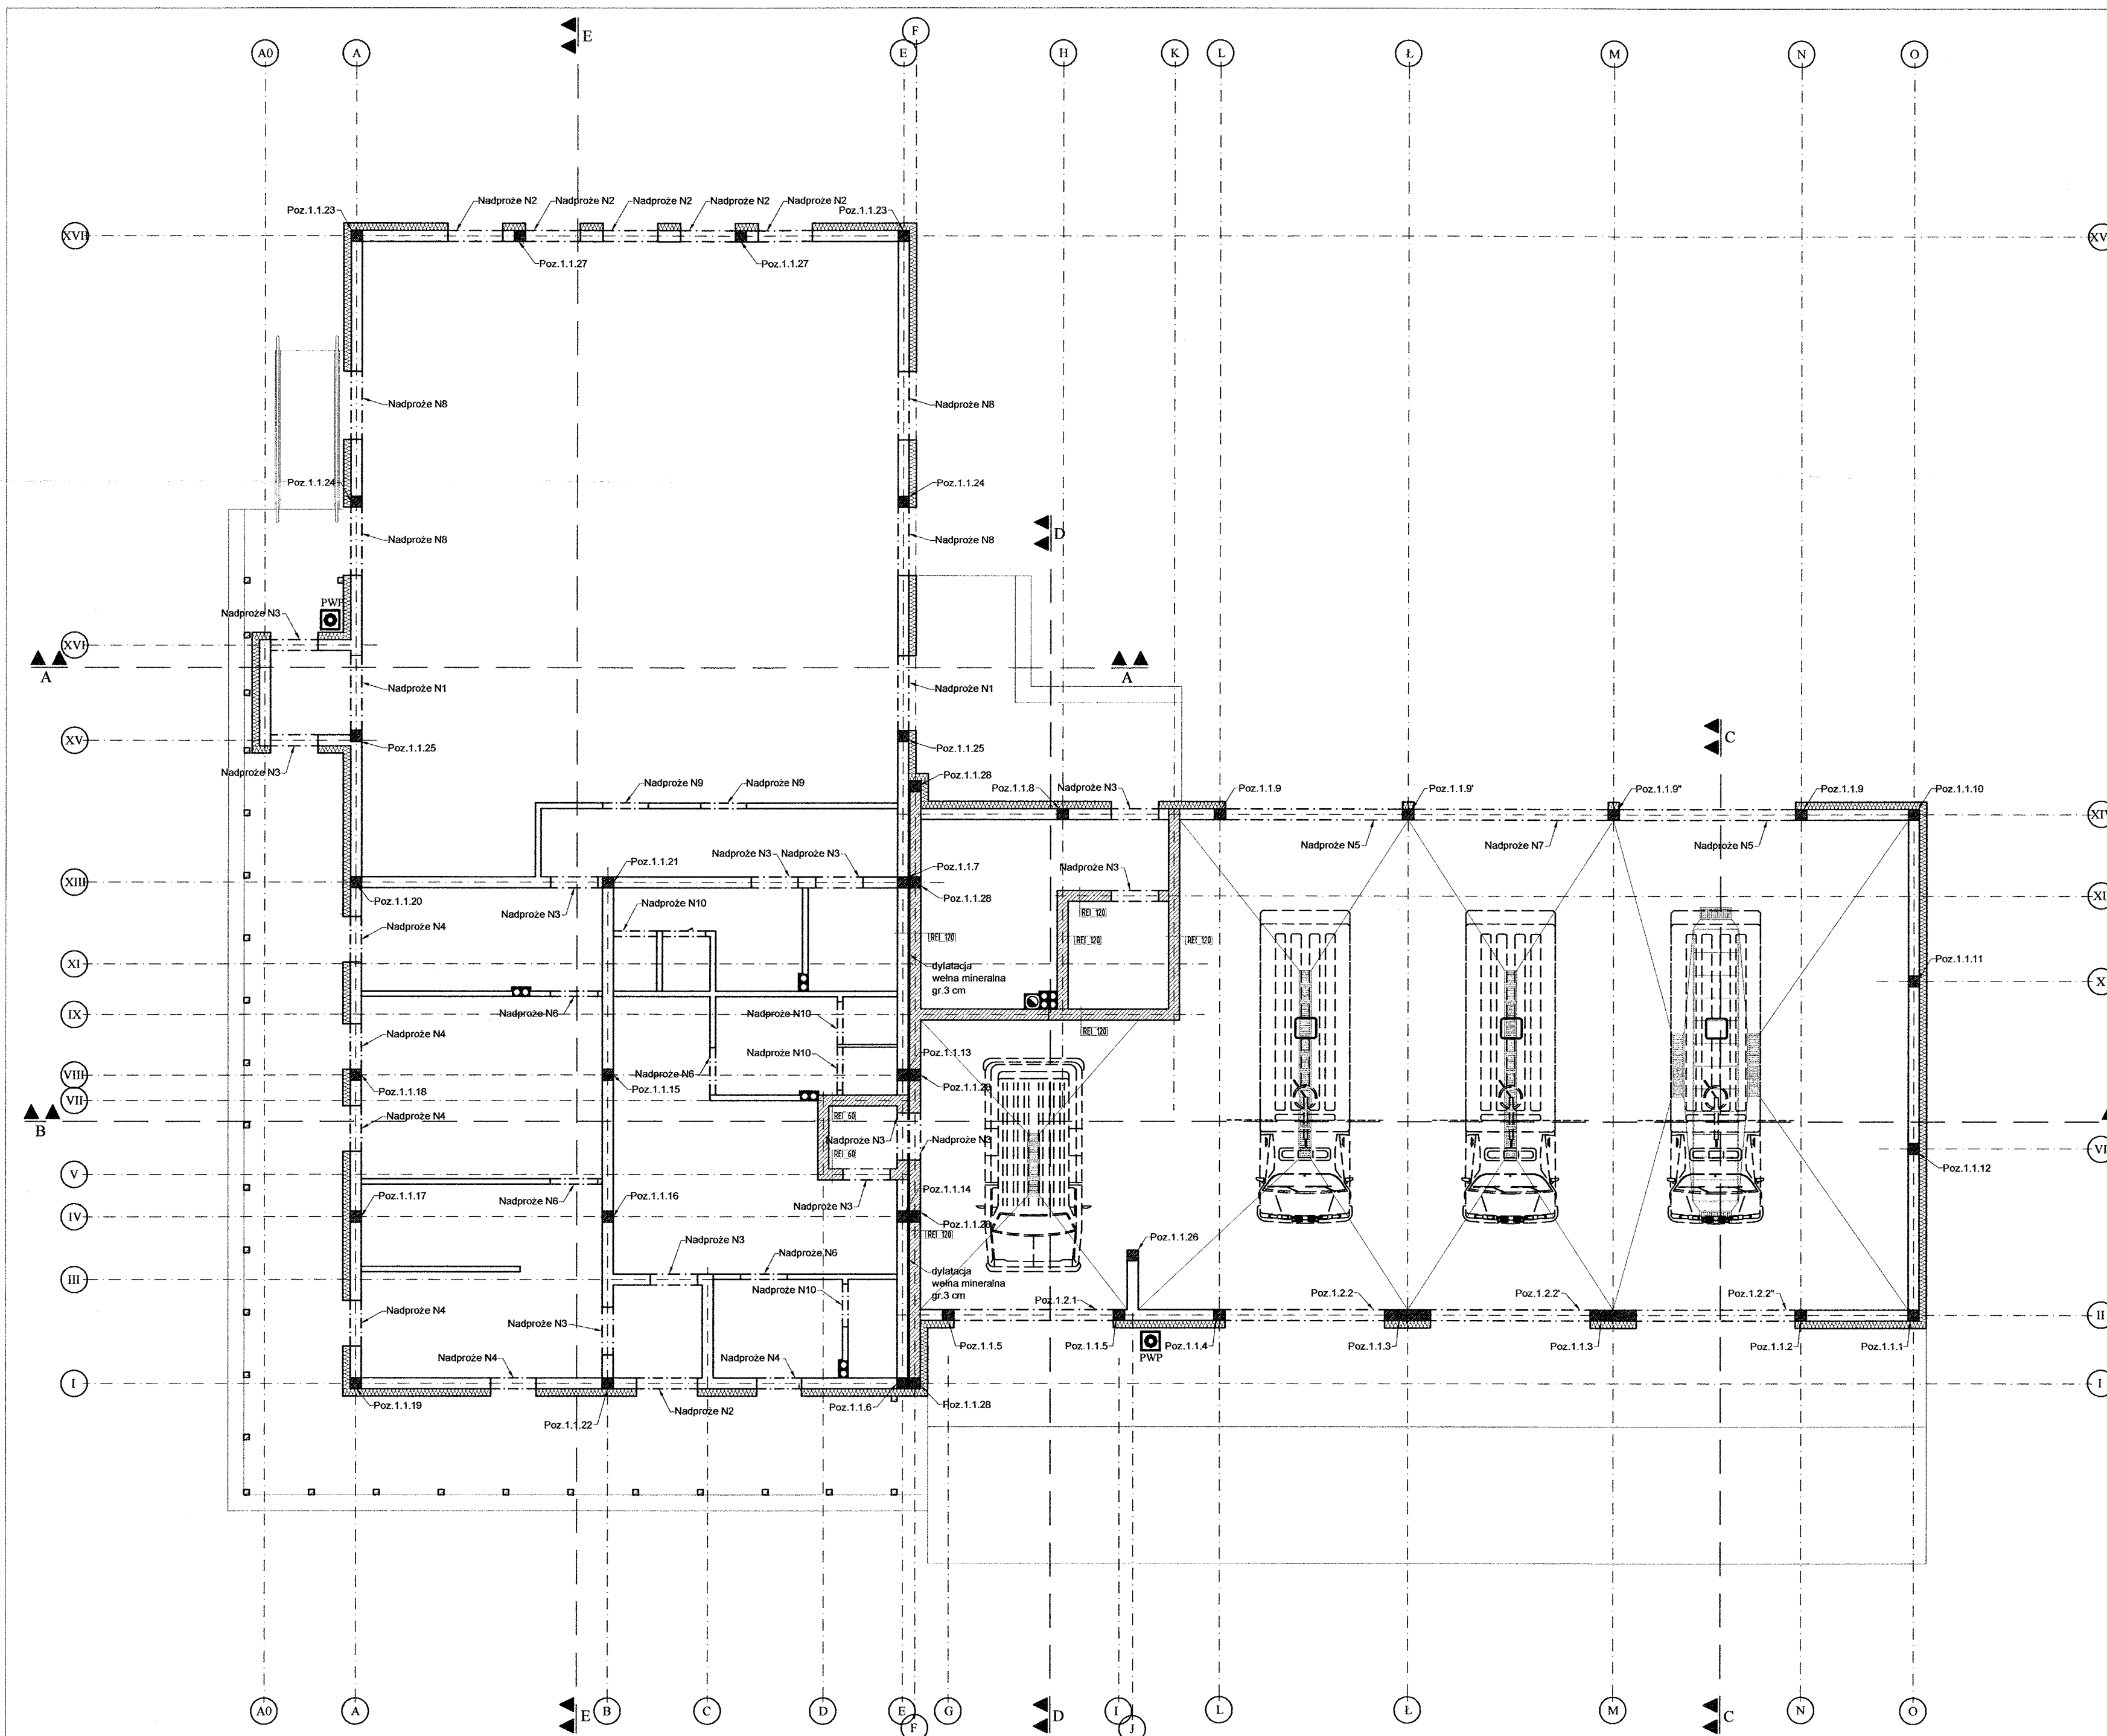 E
F
A0
A
E
H
K
L
Ł
M
N
O
Nadproże N2
Nadproże N2
Nadproże N2
Nadproże N2
Nadproże N2
Poz.1.1.23
Poz.1.1.23
XVII
Poz.1.1.27
Poz.1.1.27
Nadproże N8
Nadproże N8
Poz.1.1.24
Poz.1.1.24
Nadproże N8
Nadproże N8
D
PWP
Nadproże N3
XVI
A
A
Nadproże N1
Nadproże N1
C
XV
Poz.1.1.25
Poz.1.1.25
Nadproże N3
Nadproże N9
Nadproże N9
Poz.1.1.28
Poz.1.1.8
Nadproże N3
Poz.1.1.9
Poz.1.1.9'
Poz.1.1.9"
Poz.1.1.9
Poz.1.1.10
XIV
Nadproże N5
Nadproże N7
Nadproże N5
Poz.1.1.21
Nadproże N3
Nadproże N3
Poz.1.1.7
Nadproże N3
XIII
Poz.1.1.20
Nadproże N3
Nadproże N10
Poz.1.1.28
REI 120
Nadproże N4
REI 120
REI 120
REI 120
XI
dylatacja
wełna mineralna
gr.3 cm
Poz.1.1.11
X
IX
Nadproże N6
Nadproże N10
Nadproże N4
REI 120
Nadproże N10
Poz.1.1.13
VIII
Nadproże N6
Poz.1.1.28
Poz.1.1.18
Poz.1.1.15
VII
B
Nadproże N4
REI 60
Nadproże N3
Nadproże N3
REI 60
VI
Poz.1.1.12
V
Nadproże N6
Nadproże N3
Poz.1.1.17
Poz.1.1.16
Poz.1.1.14
IV
Poz.1.1.28
REI 120
Nadproże N3
Nadproże N6
Poz.1.1.26
III
Nadproże N10
dylatacja
wełna mineralna
gr.3 cm
Nadproże N4
Nadproże N3
Poz.1.2.1
Poz.1.2.2
Poz.1.2.2'
Poz.1.2.2"
II
Poz.1.1.5
Poz.1.1.5
PWP
Poz.1.1.4
Poz.1.1.3
Poz.1.1.3
Poz.1.1.2
Poz.1.1.1
Nadproże N4
Nadproże N4
I
I
Poz.1.1.19
Poz.1.1.22
Nadproże N2
Poz.1.1.6
Poz.1.1.28
A0
A
E
B
C
D
E
F
G
D
I
J
L
Ł
M
C
N
O